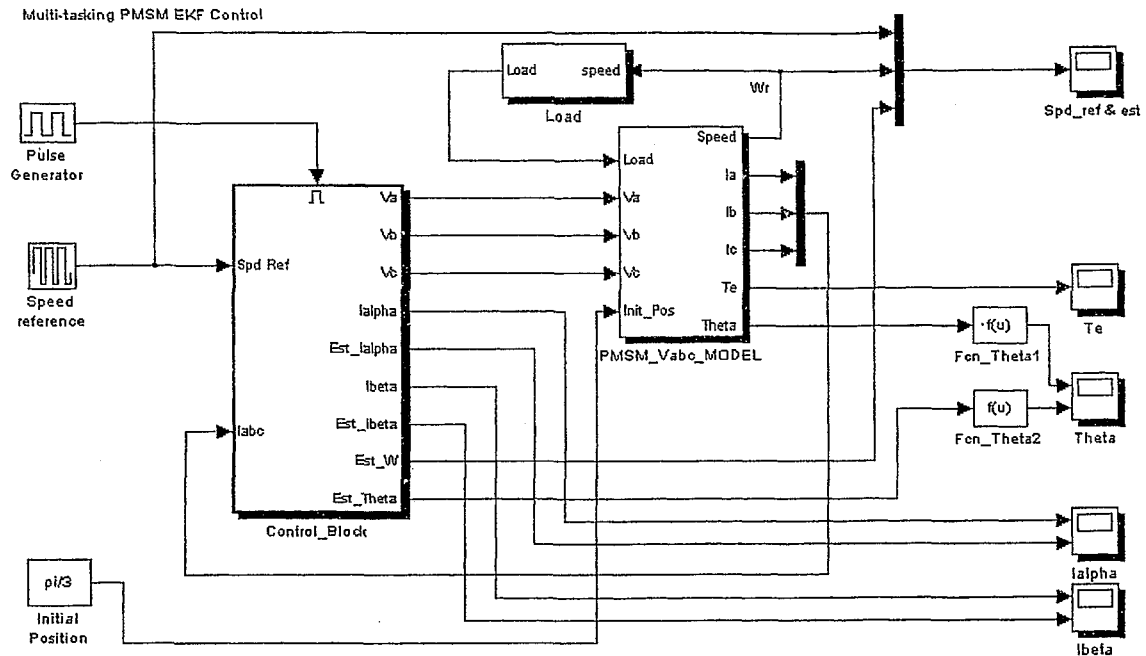 Multi-tasking PMSM EKF Control
Load
speed
Load
Wr
Spd_ref & est
Pulse
Generator
Speed
Load
Ia
Va
Va
Ib
Vb
Vb
Ic
Vc
Vc
Spd Ref
Speed
reference
Te
Ialpha
Init_Pos
Theta
f(u)
Te
Est_Ialpha
PMSM_Vabc_MODEL
Fcn_Theta1
Ibeta
f(u)
Est_Ibeta
Iabc
Fcn_Theta2
Theta
Est_W
Est_Theta
Control_Block
pi/3
Ialpha
Initial
Position
Ibeta